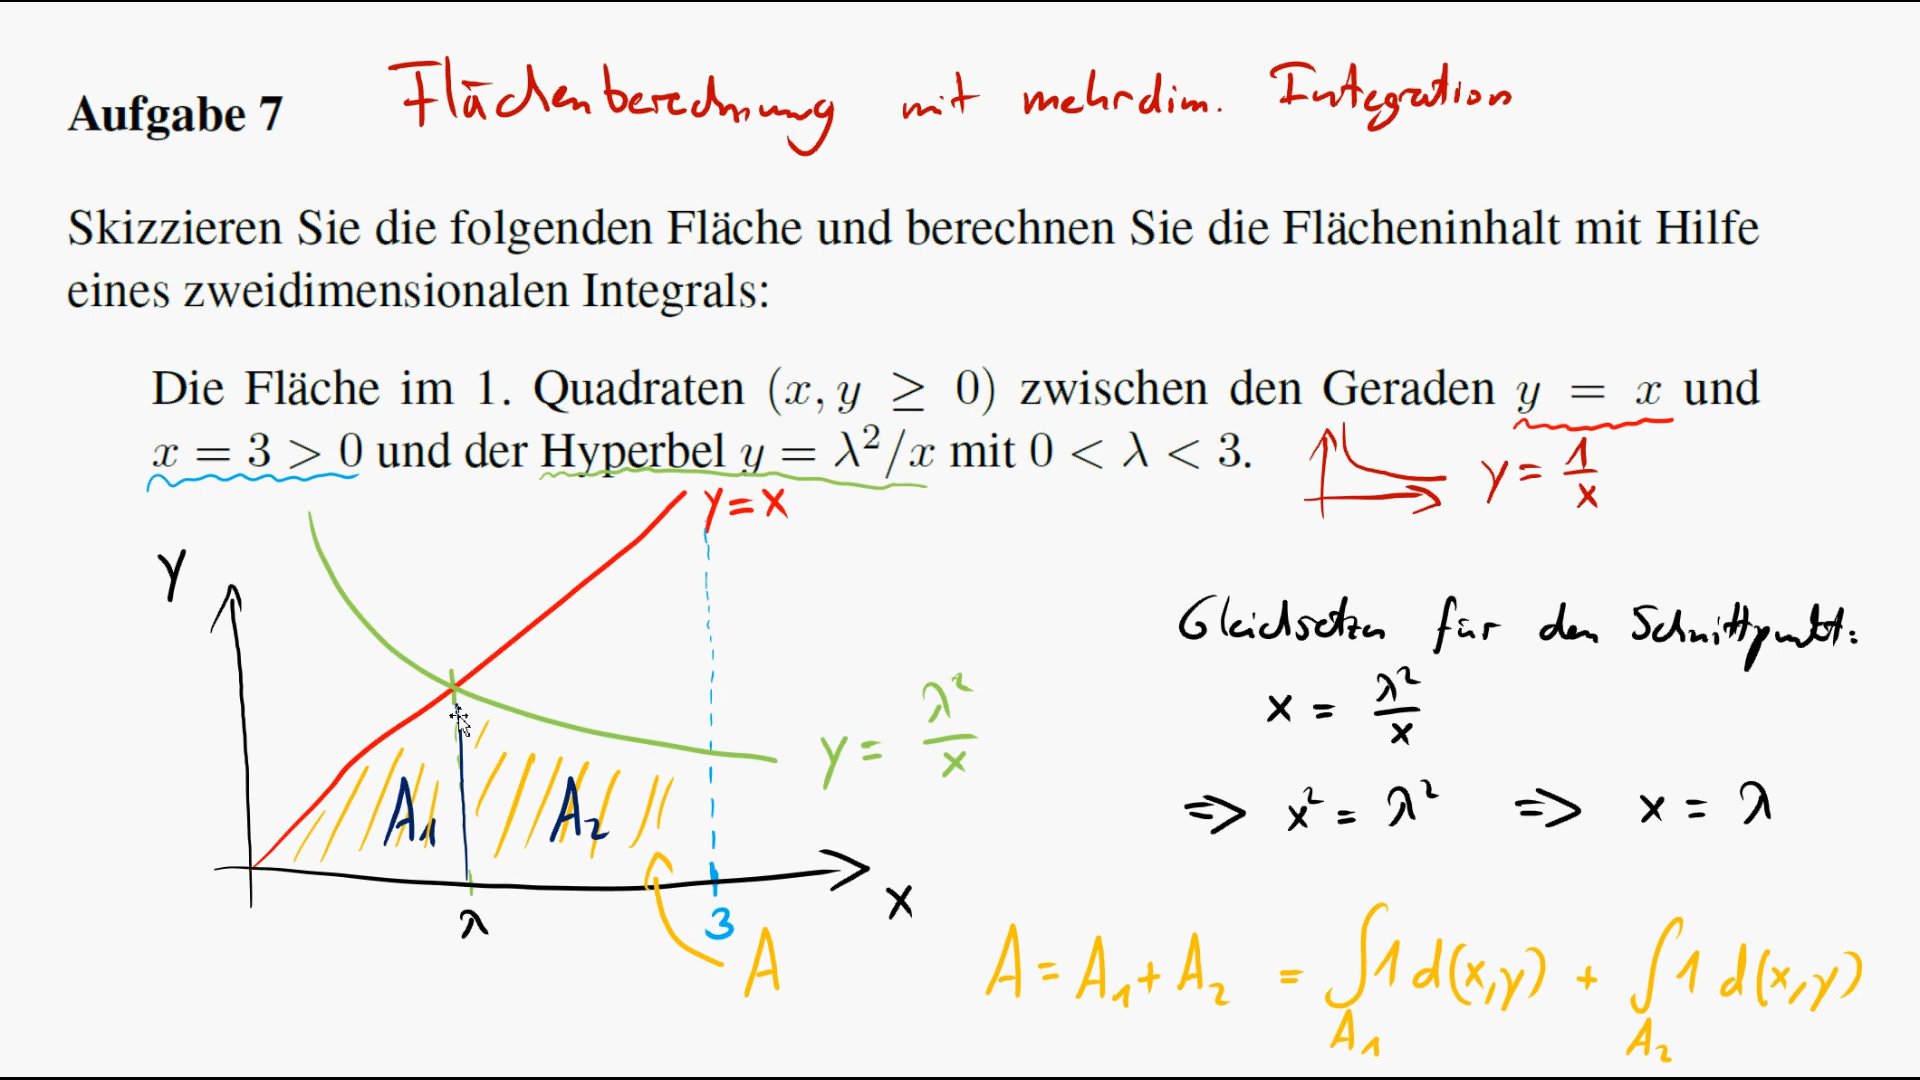 Aufgabe 7 Flächenberechnung mit mehrdim. Integration
Skizzieren Sie die folgenden Fläche und berechnen Sie die Flächeninhalt mit Hilfe
eines zweidimensionalen Integrals:
Die Fläche im 1. Quadraten (x, y ≥ 0) zwischen den Geraden y = x und
x = 3 > 0 und der Hyperbel y = λ²/x mit 0 < λ < 3.
y = 1/x
y = x
y
Gleichsetzen für den Schnittpunkt:
x = λ²/x
y = λ²/x
A₁ A₂
⇒ x² = λ² ⇒ x = λ
x
λ 3
A
A = A₁ + A₂ = ∫_A₁ 1 d(x,y) + ∫_A₂ 1 d(x,y)